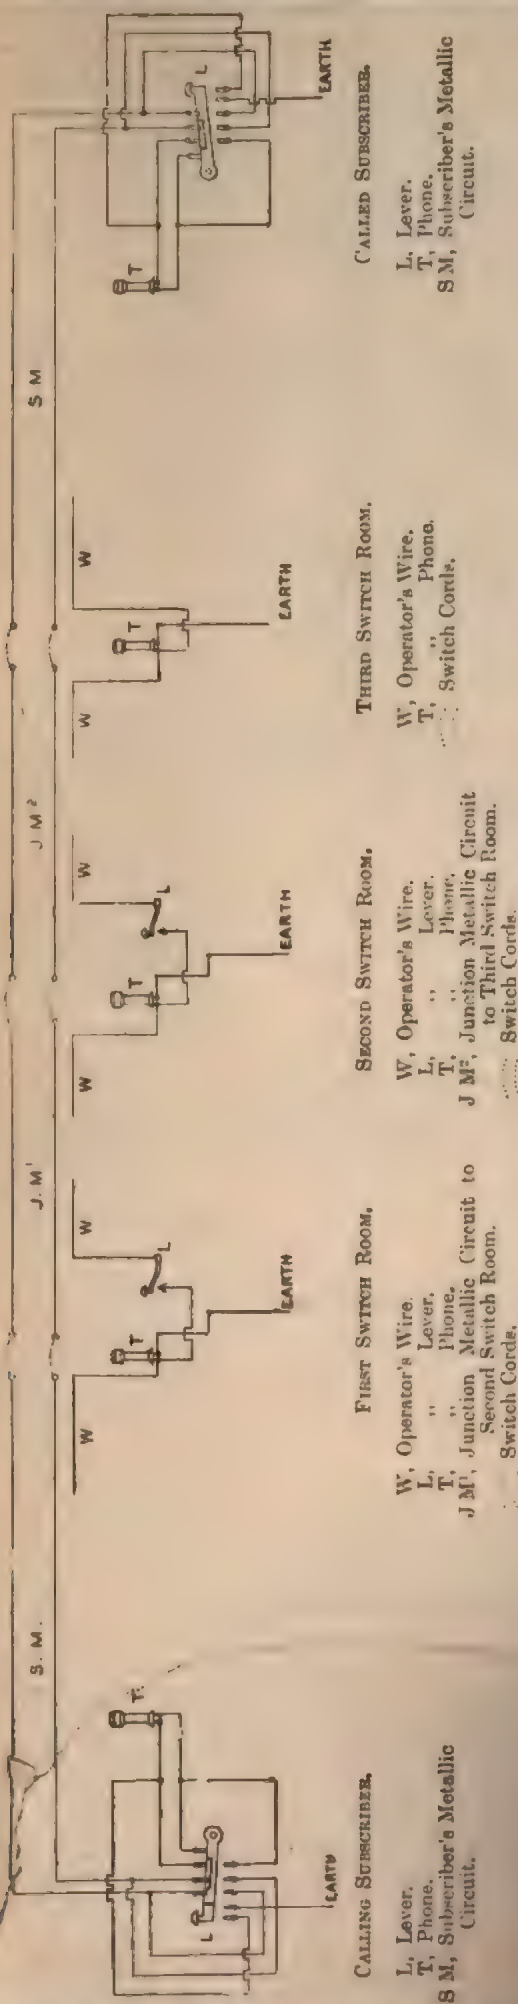 S. M.
J. M¹
J M²
S M
T
L
EARTH
W
W
T
L
EARTH
W
W
T
L
EARTH
W
W
T
EARTH
T
L
EARTH
CALLING SUBSCRIBER.
L, Lever.
T, Phone.
S M, Subscriber's Metallic
Circuit.
FIRST SWITCH ROOM.
W, Operator's Wire.
L, ,, Lever.
T, ,, Phone.
J M¹, Junction Metallic Circuit to
Second Switch Room.
...... Switch Cords.
SECOND SWITCH ROOM.
W, Operator's Wire.
L, ,, Lever.
T, ,, Phone.
J M², Junction Metallic Circuit
to Third Switch Room.
...... Switch Cords.
THIRD SWITCH ROOM.
W, Operator's Wire.
T, ,, Phone.
...... Switch Cords.
CALLED SUBSCRIBER.
L, Lever.
T, Phone.
S M, Subscriber's Metallic
Circuit.